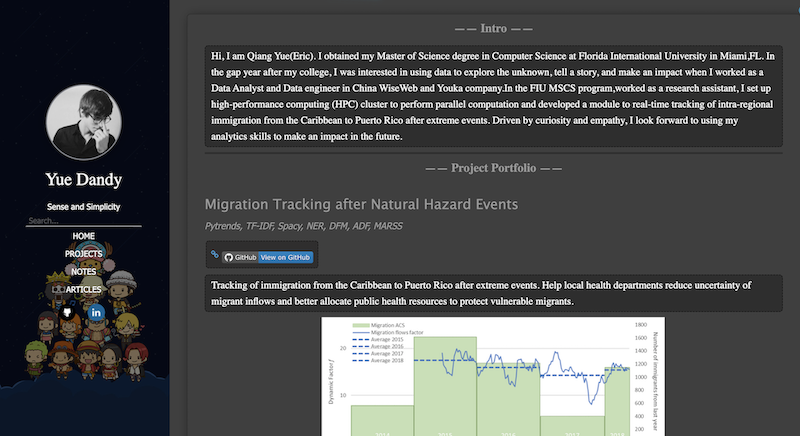 Yue Dandy
Sense and Simplicity
Search...
HOME
PROJECTS
NOTES
ARTICLES
—— Intro ——
Hi, I am Qiang Yue(Eric). I obtained my Master of Science degree in Computer Science at Florida International University in Miami,FL. In
the gap year after my college, I was interested in using data to explore the unknown, tell a story, and make an impact when I worked as a
Data Analyst and Data engineer in China WiseWeb and Youka company.In the FIU MSCS program,worked as a research assistant, I set up
high-performance computing (HPC) cluster to perform parallel computation and developed a module to real-time tracking of intra-regional
immigration from the Caribbean to Puerto Rico after extreme events. Driven by curiosity and empathy, I look forward to using my
analytics skills to make an impact in the future.
—— Project Portfolio ——
Migration Tracking after Natural Hazard Events
Pytrends, TF-IDF, Spacy, NER, DFM, ADF, MARSS
GitHub View on GitHub
Tracking of immigration from the Caribbean to Puerto Rico after extreme events. Help local health departments reduce uncertainty of
migrant inflows and better allocate public health resources to protect vulnerable migrants.
Migration ACS
Migration flows factor
Average 2015
Average 2016
Average 2017
Average 2018
20
10
Dynamic Factor f
1800
1600
1400
1200
1000
800
600
400
200
Number of immigrants from last year